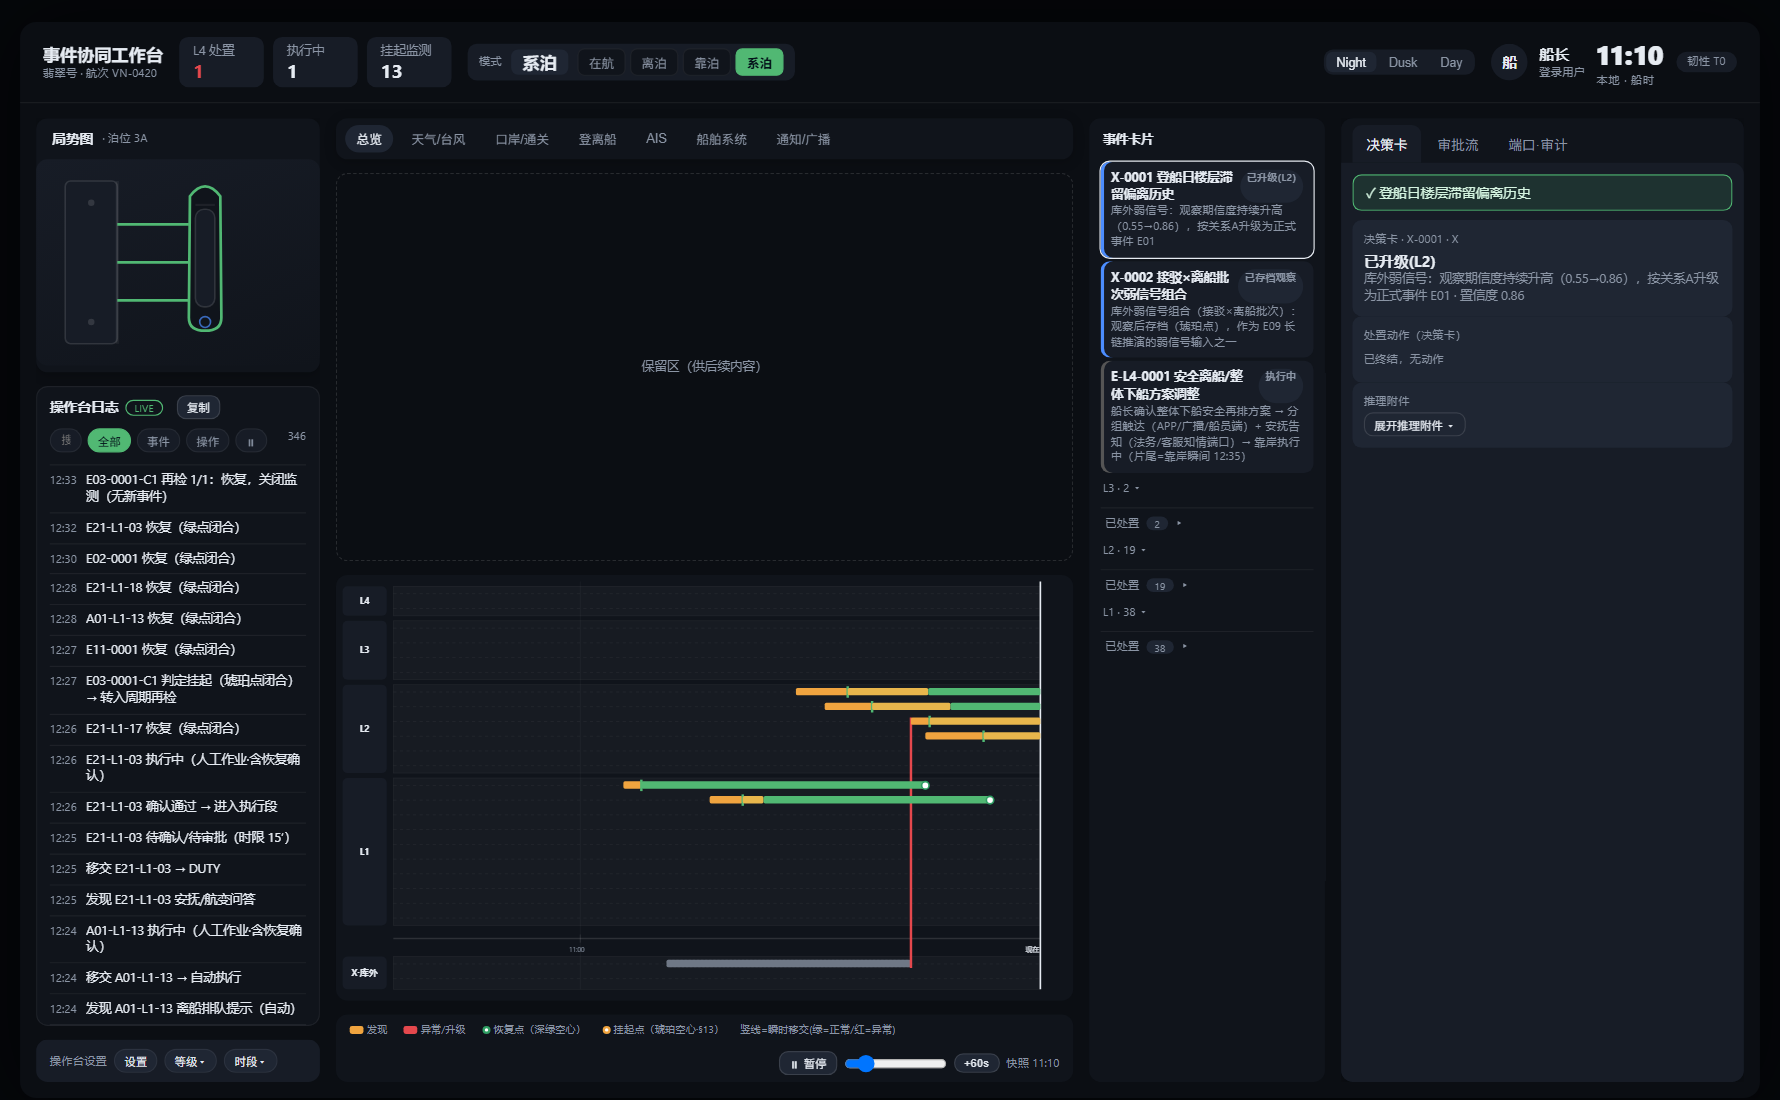 事件协同工作台
翡翠号 · 航次 VN-0420
L4 处置
1
执行中
1
挂起监测
13
模式
系泊
在航
离泊
靠泊
系泊
Night
Dusk
Day
船
船长
登录用户
11:10
本地 · 船时
韧性 T0
局势图 · 泊位 3A
操作台日志
LIVE
复制
搜
全部
事件
操作
⏸
346
12:33 E03-0001-C1 再检 1/1：恢复，关闭监
测（无新事件）
12:32 E21-L1-03 恢复（绿点闭合）
12:30 E02-0001 恢复（绿点闭合）
12:28 E21-L1-18 恢复（绿点闭合）
12:28 A01-L1-13 恢复（绿点闭合）
12:27 E11-0001 恢复（绿点闭合）
12:27 E03-0001-C1 判定挂起（琥珀点闭合）
→ 转入周期再检
12:26 E21-L1-17 恢复（绿点闭合）
12:26 E21-L1-03 执行中（人工作业·含恢复确
认）
12:26 E21-L1-03 确认通过 → 进入执行段
12:25 E21-L1-03 待确认/待审批（时限 15′）
12:25 移交 E21-L1-03 → DUTY
12:25 发现 E21-L1-03 安抚/航变问答
12:24 A01-L1-13 执行中（人工作业·含恢复确
认）
12:24 移交 A01-L1-13 → 自动执行
12:24 发现 A01-L1-13 离船排队提示（自动）
操作台设置
设置
等级 ▾
时段 ▾
总览
天气/台风
口岸/通关
登离船
AIS
船舶系统
通知/广播
保留区（供后续内容）
L4
L3
L2
L1
11:00
现在
X·库外
发现
异常/升级
恢复点（深绿空心）
挂起点（琥珀空心·§13）
竖线=瞬时移交(绿=正常/红=异常)
⏸ 暂停
+60s
快照 11:10
事件卡片
X-0001 登船日楼层滞
留偏离历史
已升级(L2)
库外弱信号：观察期信度持续升高
（0.55→0.86），按关系A升级为正式
事件 E01
X-0002 接驳×离船批
次弱信号组合
已存档观察
库外弱信号组合（接驳×离船批次）：
观察后存档（琥珀点），作为 E09 长
链推演的弱信号输入之一
E-L4-0001 安全离船/整
体下船方案调整
执行中
船长确认整体下船安全再排方案 → 分
组触达（APP/广播/船员端）+ 安抚告
知（法务/客服知情端口）→ 靠岸执行
中（片尾=靠岸瞬间 12:35）
L3 · 2 ▾
已处置 2 ▸
L2 · 19 ▾
已处置 19 ▸
L1 · 38 ▾
已处置 38 ▸
决策卡
审批流
端口·审计
✓ 登船日楼层滞留偏离历史
决策卡 · X-0001 · X
已升级(L2)
库外弱信号：观察期信度持续升高（0.55→0.86），按关系A升级
为正式事件 E01 · 置信度 0.86
处置动作（决策卡）
已终结，无动作
推理附件
展开推理附件 ▾